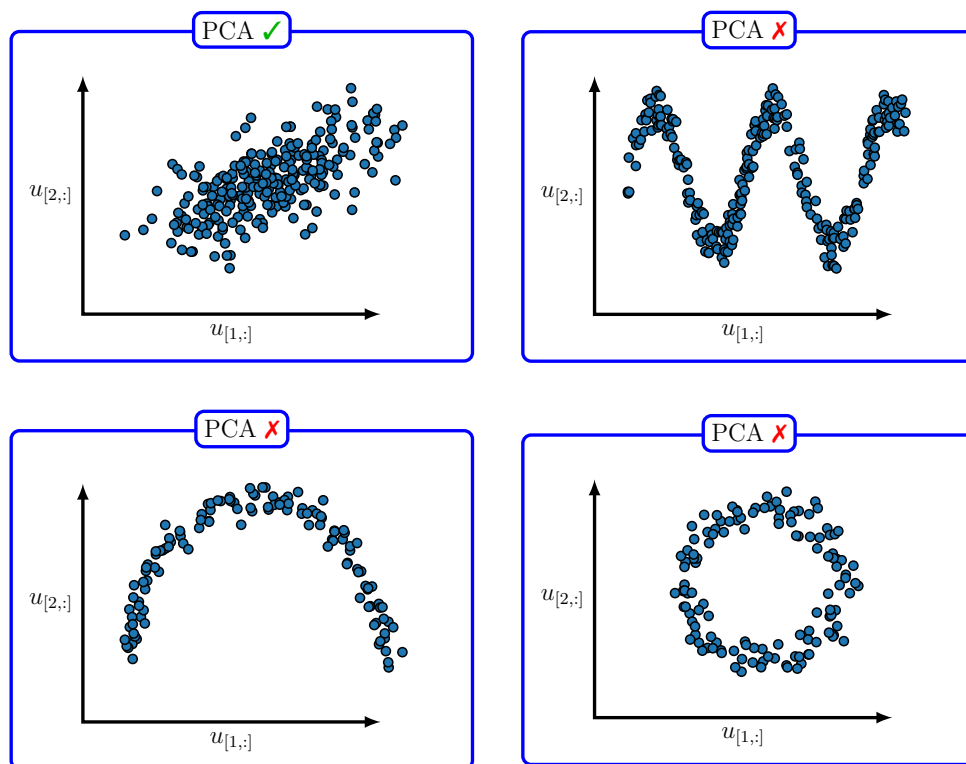 PCA ✓
PCA ✗
u[2,:]
u[2,:]
u[1,:]
u[1,:]
PCA ✗
PCA ✗
u[2,:]
u[2,:]
u[1,:]
u[1,:]